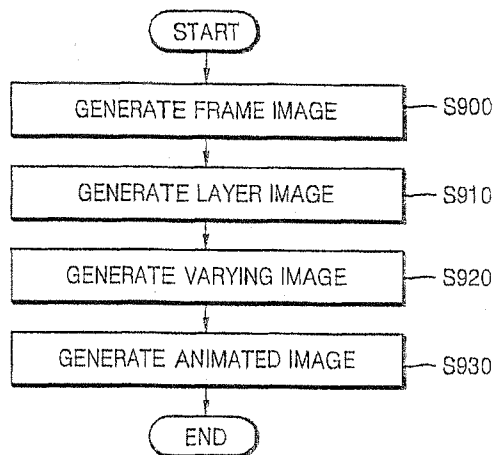 START
GENERATE FRAME IMAGE S900
GENERATE LAYER IMAGE S910
GENERATE VARYING IMAGE S920
GENERATE ANIMATED IMAGE S930
END